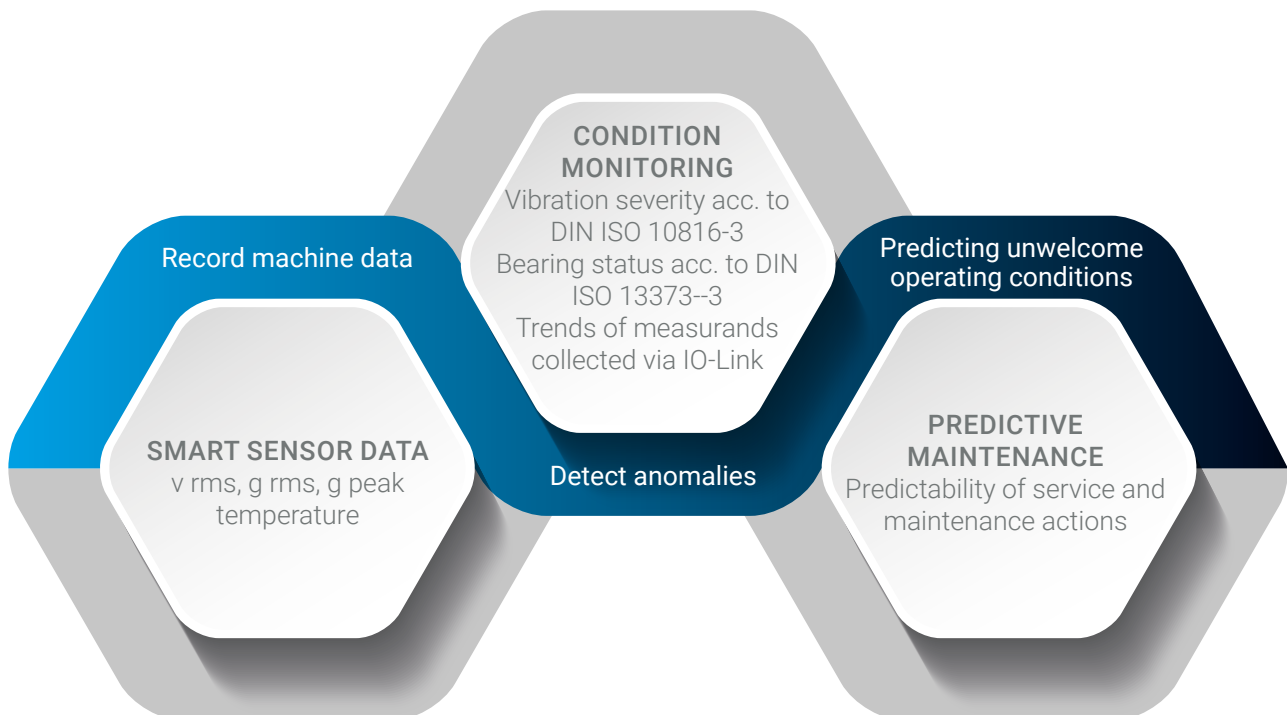 Record machine data
SMART SENSOR DATA
v rms, g rms, g peak
temperature
CONDITION
MONITORING
Vibration severity acc. to
DIN ISO 10816-3
Bearing status acc. to DIN
ISO 13373--3
Trends of measurands
collected via IO-Link
Detect anomalies
Predicting unwelcome
operating conditions
PREDICTIVE
MAINTENANCE
Predictability of service and
maintenance actions